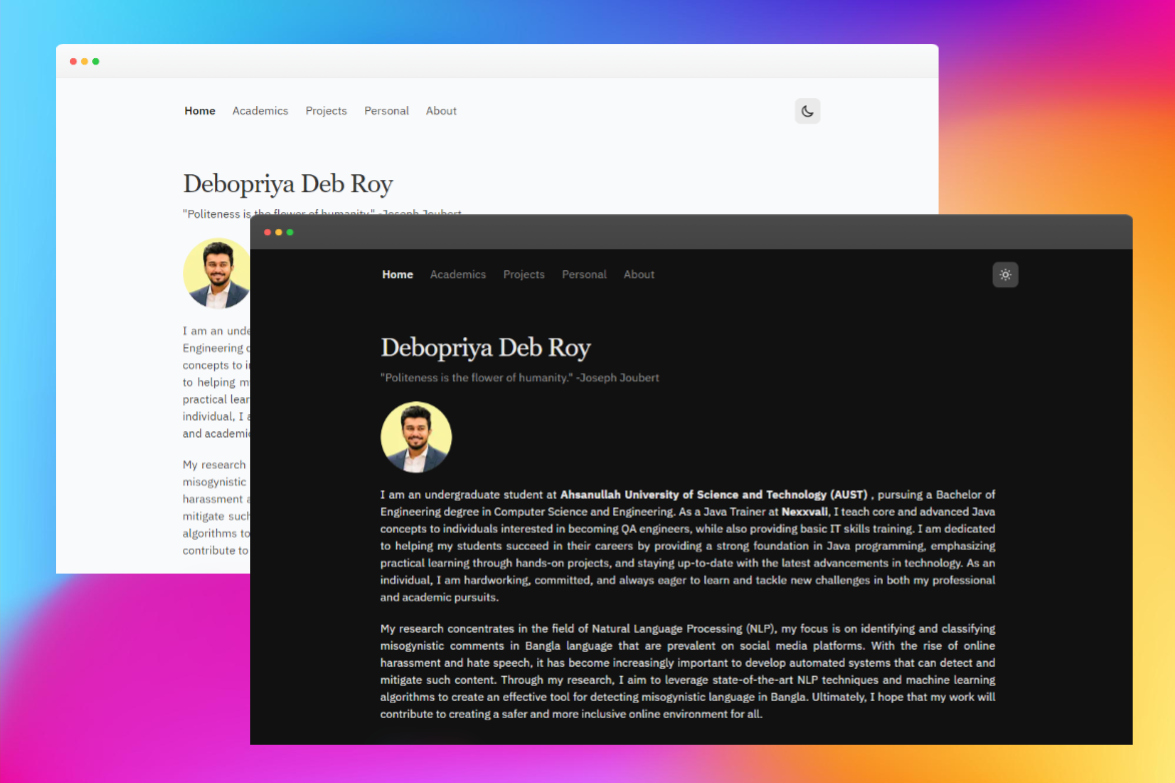 Home Academics Projects Personal About
Debopriya Deb Roy
"Politeness is the flower of humanity." -Joseph Joubert
I am an unde
Engineering
concepts to i
to helping m
practical lear
individual, I
and academi
My research
misogynistic
harassment a
mitigate such
algorithms to
contribute to
Home Academics Projects Personal About
Debopriya Deb Roy
"Politeness is the flower of humanity." -Joseph Joubert
I am an undergraduate student at Ahsanullah University of Science and Technology (AUST) , pursuing a Bachelor of
Engineering degree in Computer Science and Engineering. As a Java Trainer at Nexxvali, I teach core and advanced Java
concepts to individuals interested in becoming QA engineers, while also providing basic IT skills training. I am dedicated
to helping my students succeed in their careers by providing a strong foundation in Java programming, emphasizing
practical learning through hands-on projects, and staying up-to-date with the latest advancements in technology. As an
individual, I am hardworking, committed, and always eager to learn and tackle new challenges in both my professional
and academic pursuits.
My research concentrates in the field of Natural Language Processing (NLP), my focus is on identifying and classifying
misogynistic comments in Bangla language that are prevalent on social media platforms. With the rise of online
harassment and hate speech, it has become increasingly important to develop automated systems that can detect and
mitigate such content. Through my research, I aim to leverage state-of-the-art NLP techniques and machine learning
algorithms to create an effective tool for detecting misogynistic language in Bangla. Ultimately, I hope that my work will
contribute to creating a safer and more inclusive online environment for all.